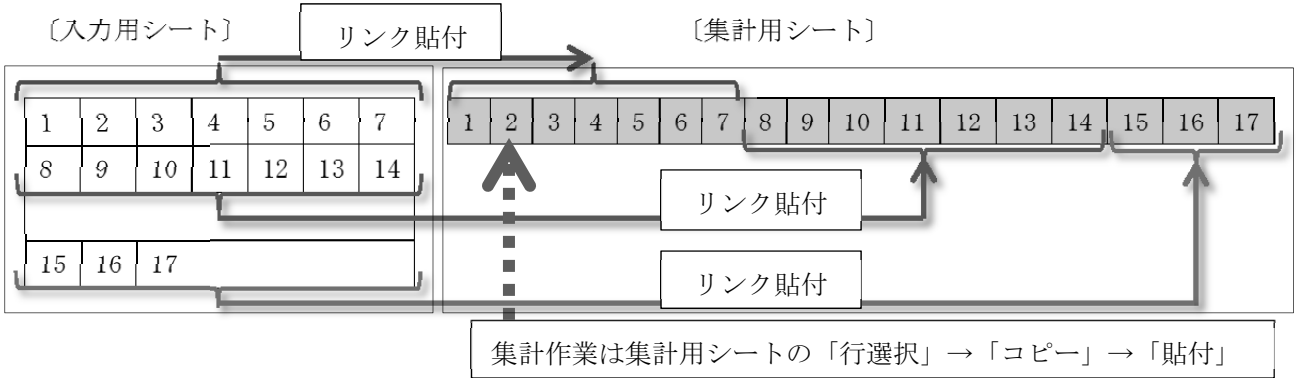 〔入力用シート〕
リンク貼付
〔集計用シート〕
1 2 3 4 5 6 7
8 9 10 11 12 13 14
15 16 17
1 2 3 4 5 6 7 8 9 10 11 12 13 14 15 16 17
リンク貼付
リンク貼付
集計作業は集計用シートの「行選択」→「コピー」→「貼付」